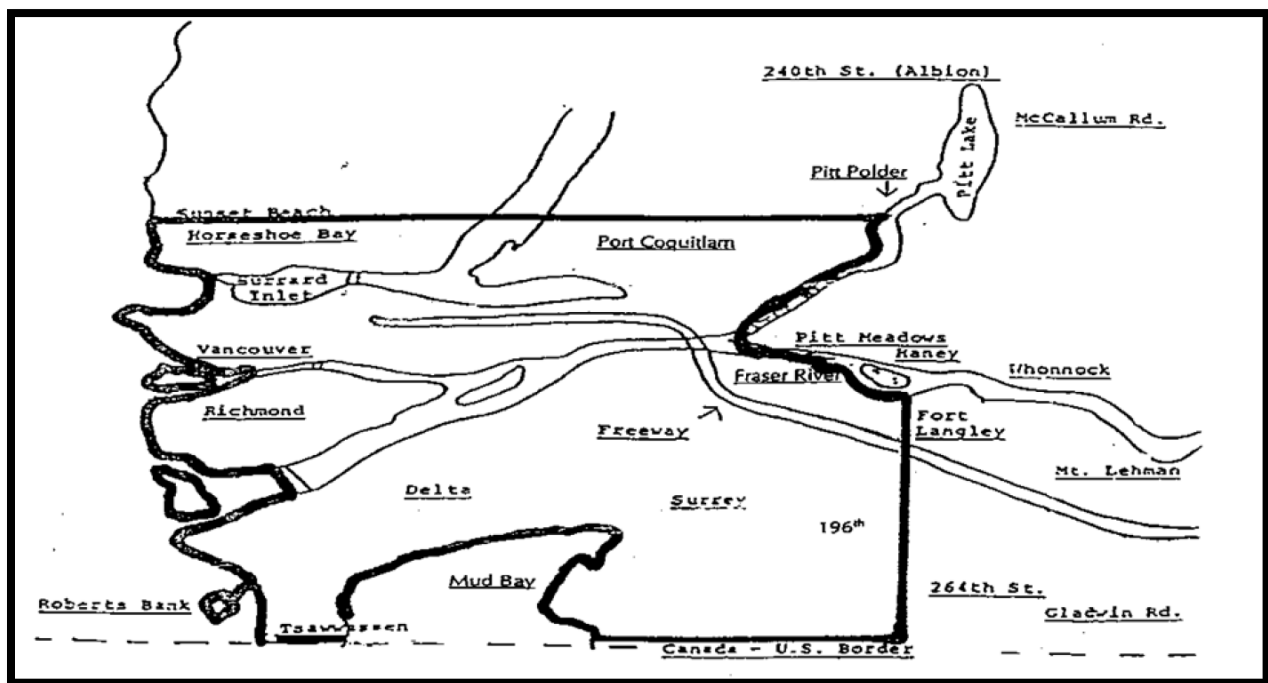 240th St. (Albion)
McCallum Rd.
Pitt Lake
Pitt Polder
Sunset Beach
Horseshoe Bay
Port Coquitlam
Burrard
Inlet
Pitt Meadows
Vancouver
Haney
Fraser River
Whonnock
Richmond
Fort
Langley
Freeway
Mt. Lehman
Delta
Surrey
196th
Mud Bay
264th St.
Roberts Bank
Gladwin Rd.
Tsawwassen
Canada - U.S. Border